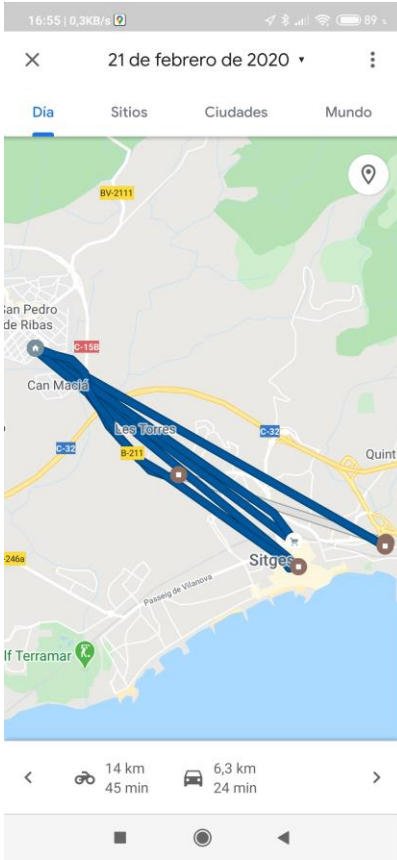 16:55 | 0,3KB/s
89
21 de febrero de 2020
Día
Sitios
Ciudades
Mundo
BV-2111
San Pedro
de Ribas
C-15B
Can Macià
Les Torres
C-32
C-32
B-211
Quint
Sitges
-246a
Passeig de Vilanova
lf Terramar
14 km
45 min
6,3 km
24 min